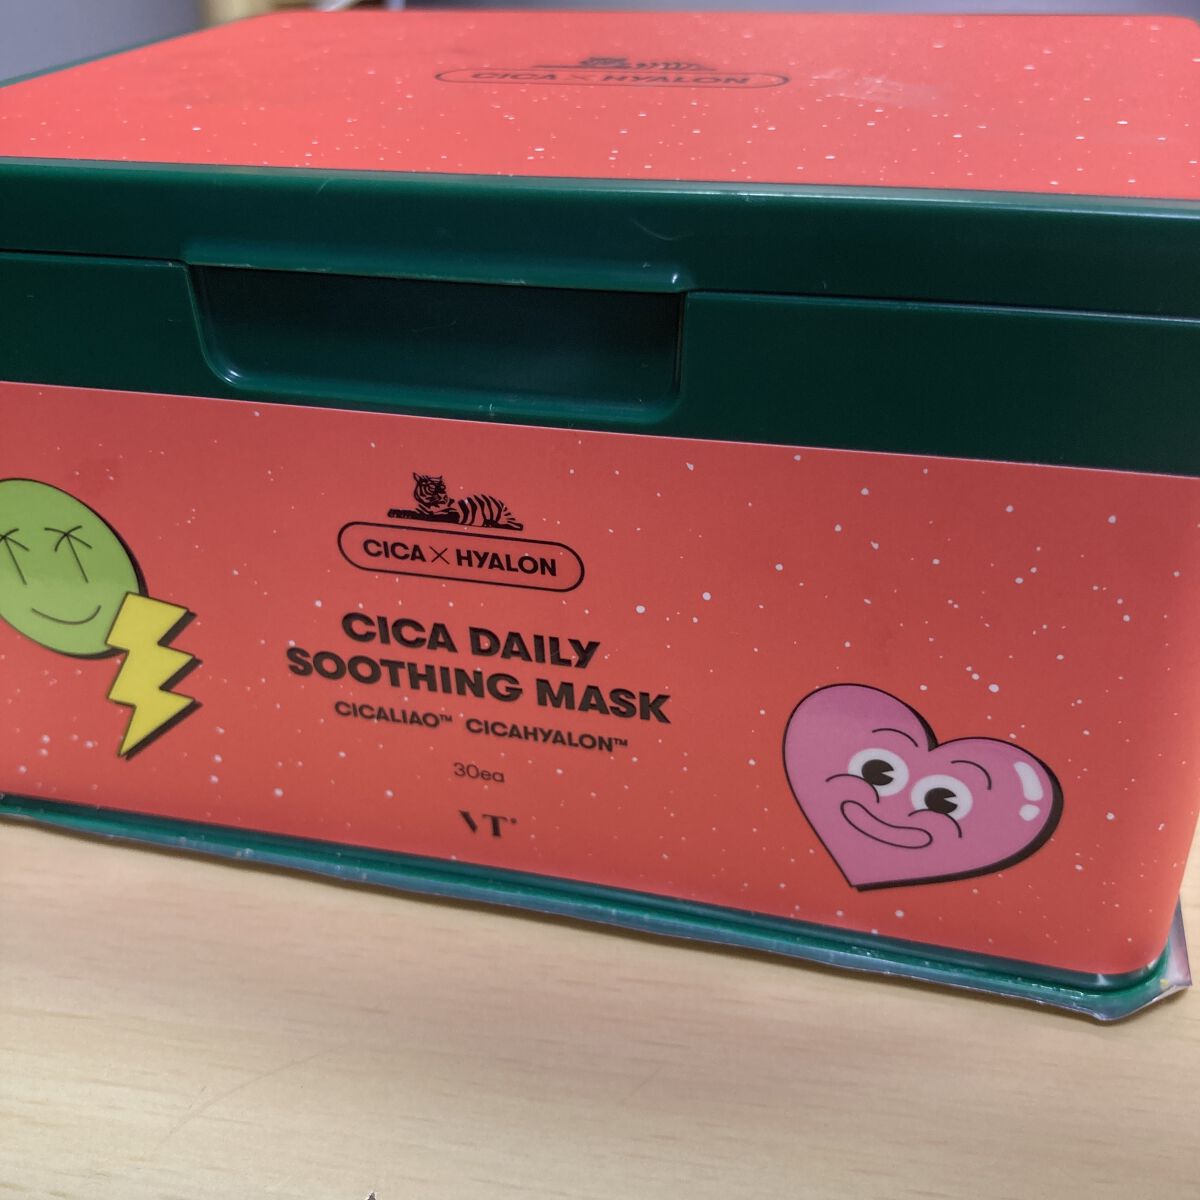 CICA × HYALON
CICA × HYALON
CICA DAILY
SOOTHING MASK
CICALIAO™ CICAHYALON™
30ea
VT